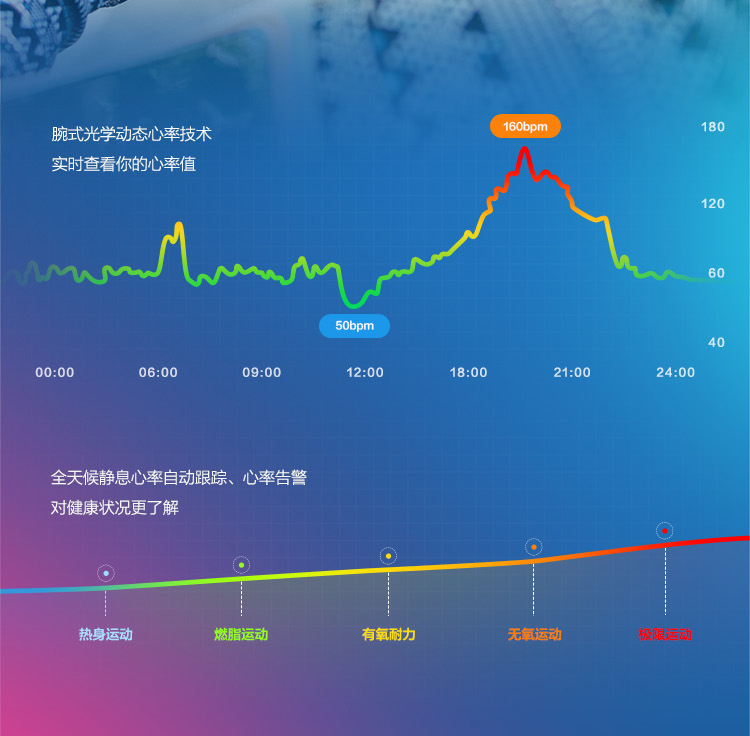 腕式光学动态心率技术
实时查看你的心率值
160bpm
180
120
60
50bpm
40
00:00 06:00 09:00 12:00 18:00 21:00 24:00
全天候静息心率自动跟踪、心率告警
对健康状况更了解
热身运动 燃脂运动 有氧耐力 无氧运动 极限运动